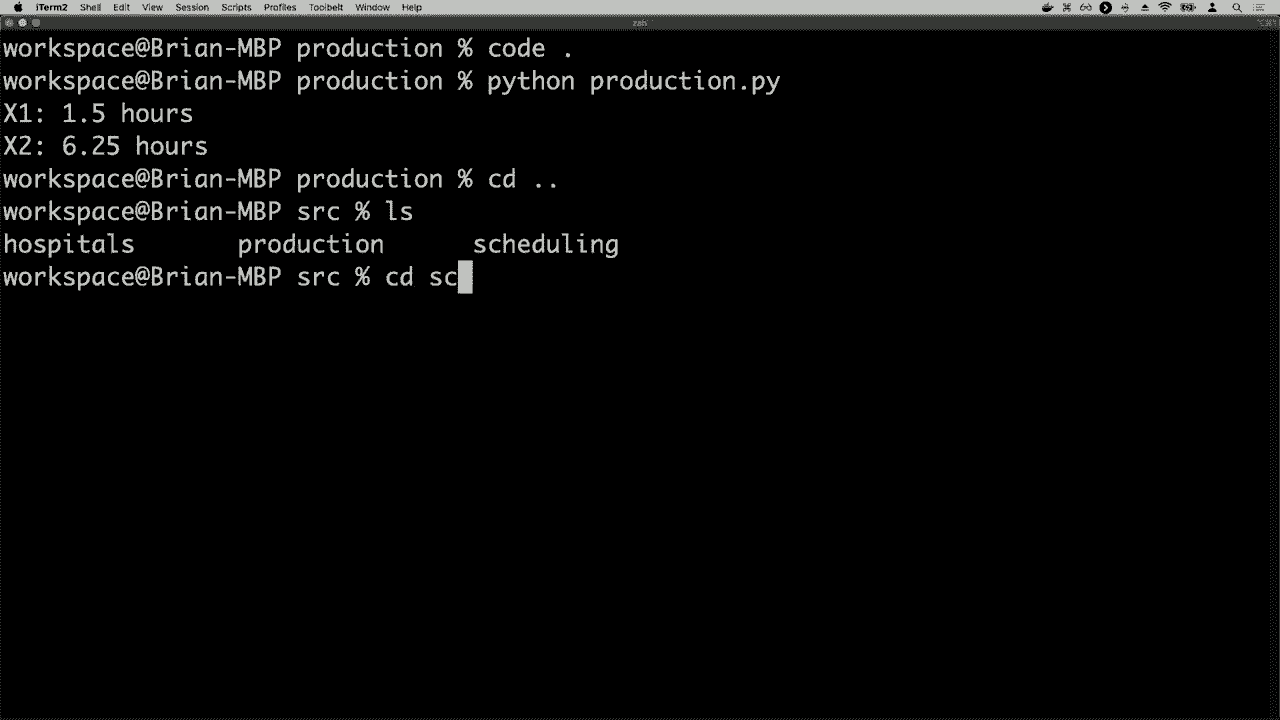 iTerm2 Shell Edit View Session Scripts Profiles Toolbelt Window Help
zsh
workspace@Brian-MBP production % code .
workspace@Brian-MBP production % python production.py
X1: 1.5 hours
X2: 6.25 hours
workspace@Brian-MBP production % cd ..
workspace@Brian-MBP src % ls
hospitals production scheduling
workspace@Brian-MBP src % cd sc